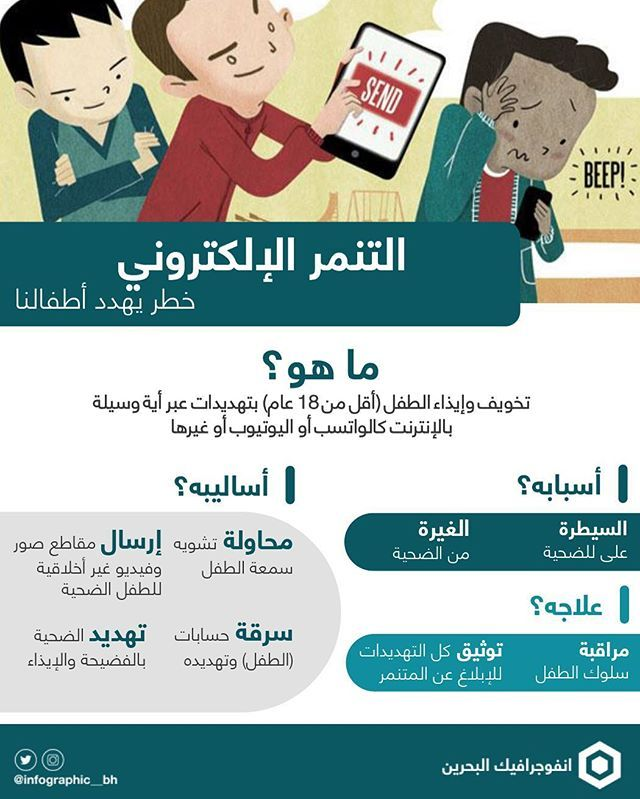 SEND
BEEP!
التنمر الإلكتروني
خطر يهدد أطفالنا
ما هو؟
تخويف وإيذاء الطفل (أقل من 18 عام) بتهديدات عبر أية وسيلة
بالإنترنت كالواتسب أو اليوتيوب أو غيرها
أسبابه؟
السيطرة
على للضحية
الغيرة
من الضحية
علاجه؟
مراقبة
سلوك الطفل
توثيق كل التهديدات
للإبلاغ عن المتنمر
أساليبه؟
محاولة تشويه
سمعة الطفل
إرسال مقاطع صور
وفيديو غير أخلاقية
للطفل الضحية
سرقة حسابات
(الطفل) وتهديده
تهديد الضحية
بالفضيحة والإيذاء
انفوجرافيك البحرين
@infographic__bh